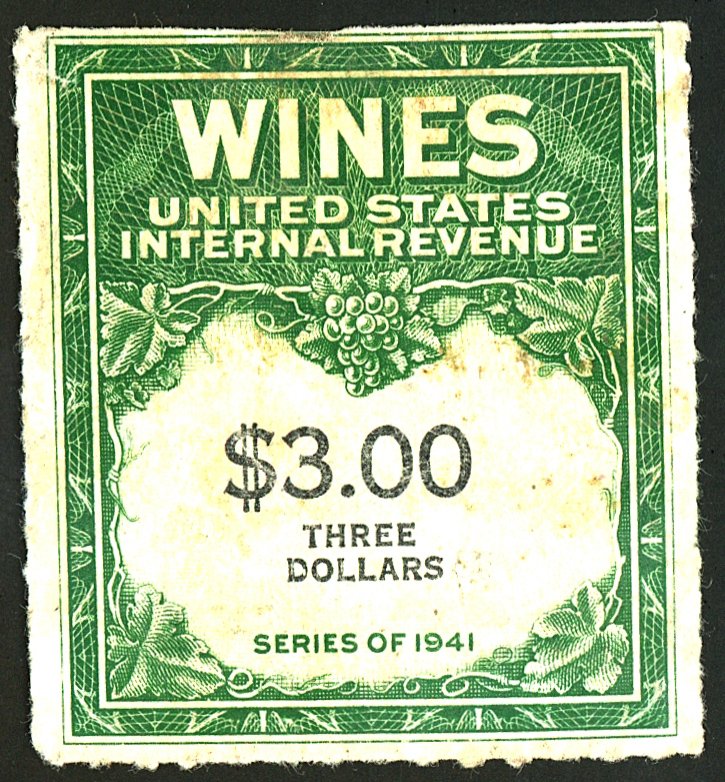 WINES
UNITED STATES
INTERNAL REVENUE
$3.00
THREE
DOLLARS
SERIES OF 1941